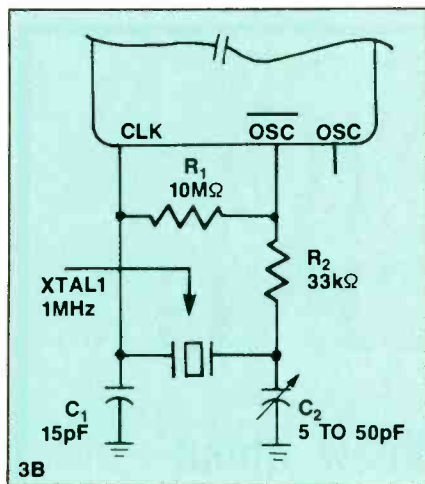 CLK
OSC
OSC
R1
10MΩ
R2
33kΩ
XTAL1
1MHz
C1
15pF
C2
5 TO 50pF
3B